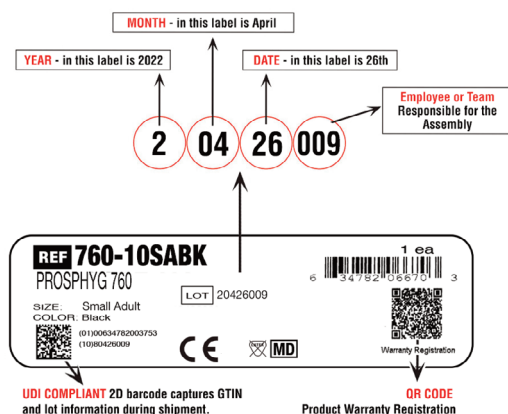 MONTH - in this label is April
YEAR - in this label is 2022
DATE - in this label is 26th
Employee or Team
Responsible for the
Assembly
2 04 26 009
REF 760-10SABK
PROSPHYG 760
1 ea
6 34782 06670 3
LOT 20426009
SIZE: Small Adult
COLOR: Black
(01)00634782003753
(10)80426009
CE
MD
Warranty Registration
UDI COMPLIANT 2D barcode captures GTIN
and lot information during shipment.
QR CODE
Product Warranty Registration